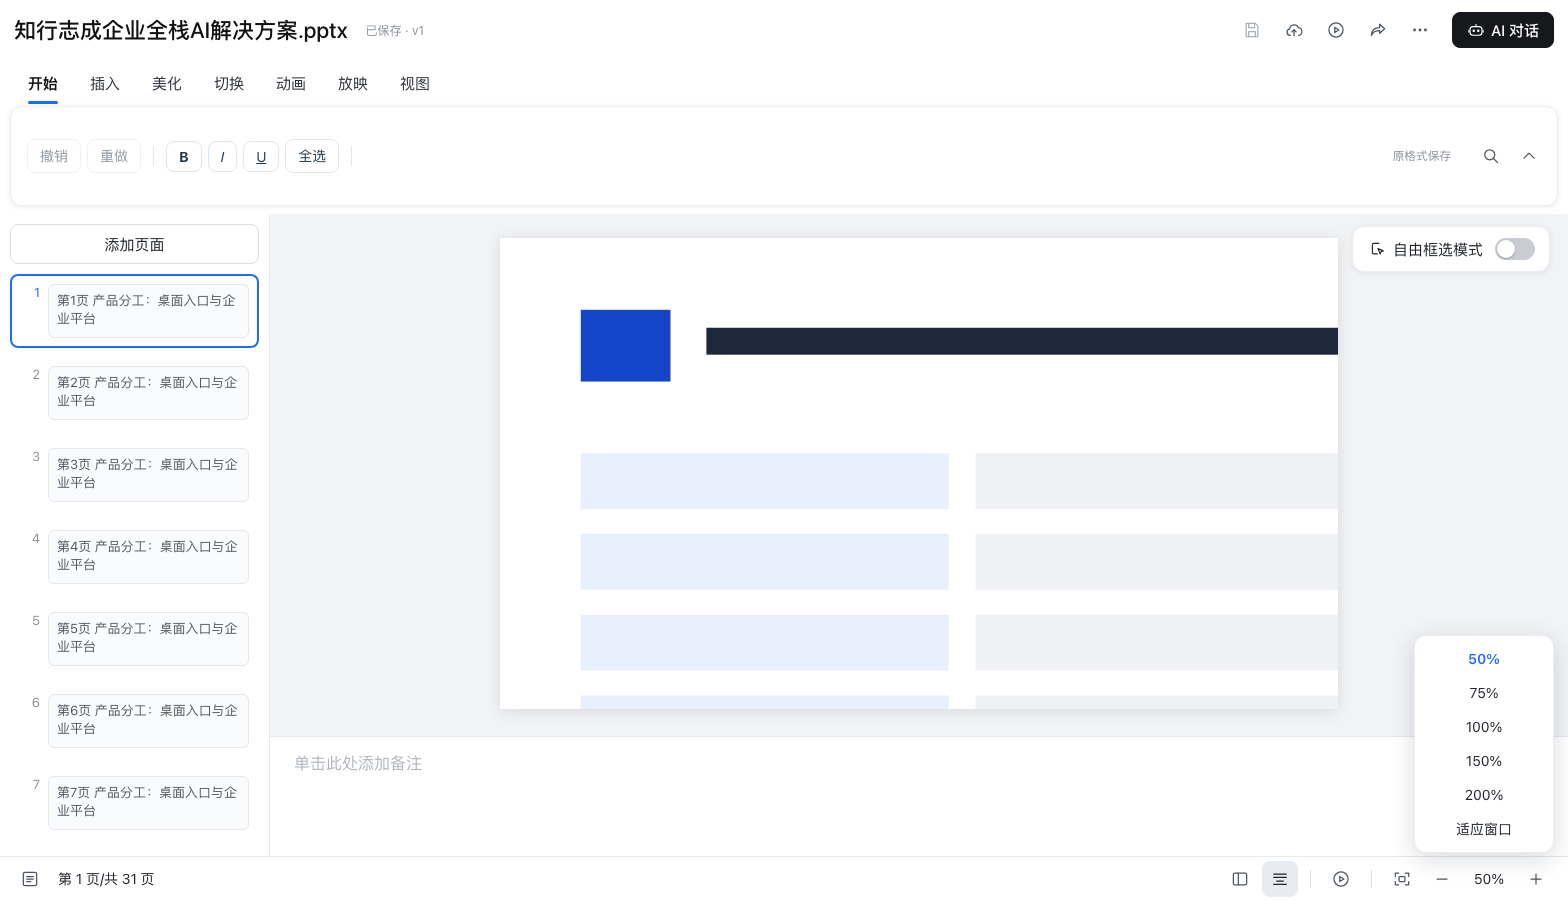 知行志成企业全栈AI解决方案.pptx
已保存 · v1
AI 对话
开始 插入 美化 切换 动画 放映 视图
撤销 重做 B I U 全选
原格式保存
添加页面
自由框选模式
1
第1页 产品分工：桌面入口与企
业平台
2
第2页 产品分工：桌面入口与企
业平台
3
第3页 产品分工：桌面入口与企
业平台
4
第4页 产品分工：桌面入口与企
业平台
5
第5页 产品分工：桌面入口与企
业平台
6
第6页 产品分工：桌面入口与企
业平台
7
第7页 产品分工：桌面入口与企
业平台
单击此处添加备注
50%
75%
100%
150%
200%
适应窗口
第 1 页/共 31 页
50%